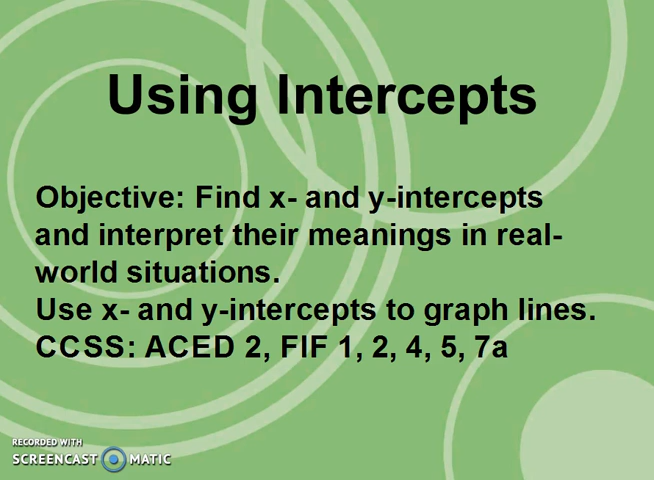 Using Intercepts
Objective: Find x- and y-intercepts
and interpret their meanings in real-
world situations.
Use x- and y-intercepts to graph lines.
CCSS: ACED 2, FIF 1, 2, 4, 5, 7a
RECORDED WITH
SCREENCAST MATIC